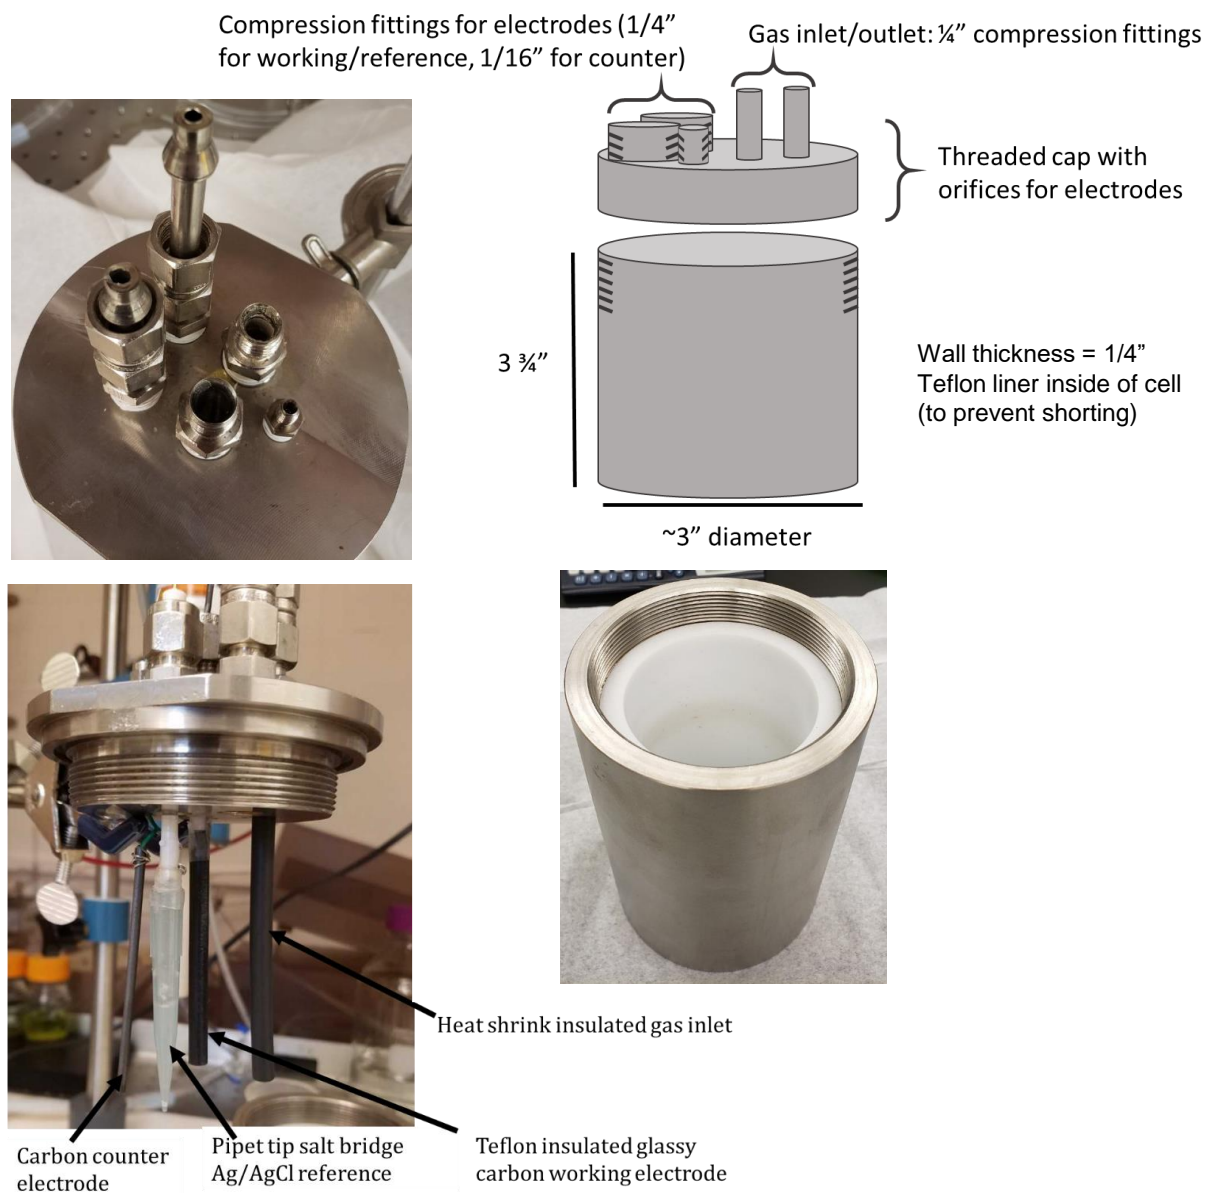 Compression fittings for electrodes (1/4”
for working/reference, 1/16” for counter)
Gas inlet/outlet: ¼” compression fittings
Threaded cap with
orifices for electrodes
3 ¾”
Wall thickness = 1/4”
Teflon liner inside of cell
(to prevent shorting)
~3” diameter
Heat shrink insulated gas inlet
Carbon counter
electrode
Pipet tip salt bridge
Ag/AgCl reference
Teflon insulated glassy
carbon working electrode